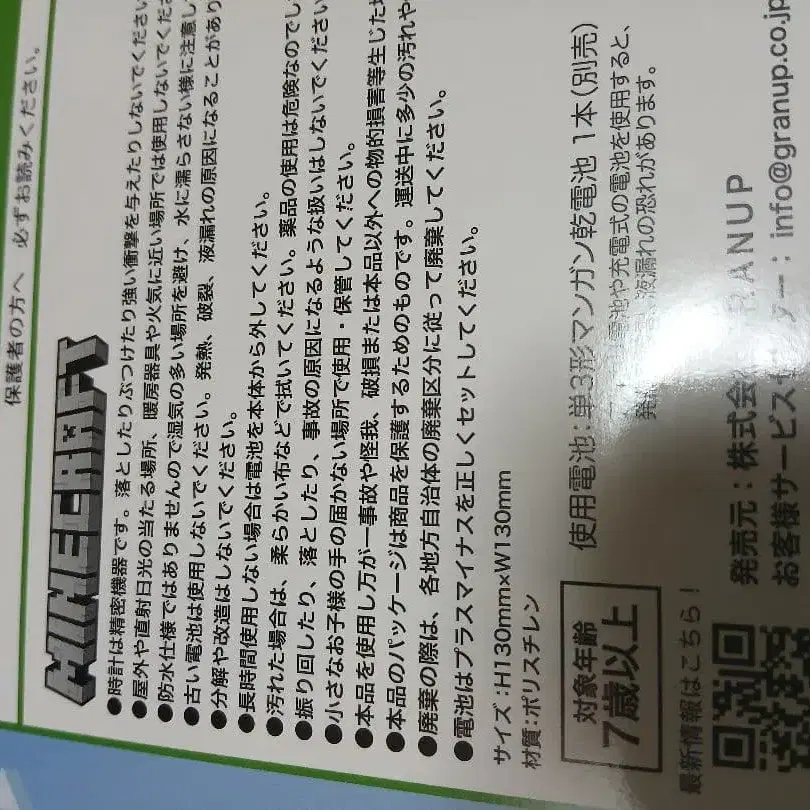 保護者の方へ 必ずお読みください。
MINECRAFT
●時計は精密機器です。落としたりぶつけたり強い衝撃を与えたりしないでください
●屋外や直射日光の当たる場所、暖房器具や火気に近い場所では使用しないでくださ
●防水仕様ではありませんので湿気の多い場所を避け、水に濡らさない様に注意し
●古い電池は使用しないでください。発熱、破裂、液漏れの原因になることがあり
●分解や改造はしないでください。
●長時間使用しない場合は電池を本体から外してください。
●汚れた場合は、柔らかい布などで拭いてください。薬品の使用は危険なのでし
●振り回したり、落としたり、事故の原因になるような扱いはしないでください
●小さなお子様の手の届かない場所で使用・保管してください。
●本品を使用し万が一事故や怪我、破損または本品以外への物的損害等生じた場
●本品のパッケージは商品を保護するためのものです。運送中に多少の汚れや
●廃棄の際は、各地方自治体の廃棄区分に従って廃棄してください。
●電池はプラスマイナスを正しくセットしてください。
サイズ:H130mm×W130mm
材質:ポリスチレン
対象年齢
7歳以上
使用電池:単3形マンガン乾電池 1本(別売)
電池や充電式の電池を使用すると、
液漏れの恐れがあります。
最新情報はこちら!
発売元:株式会 RANUP
お客様サービスセ ター: info@granup.co.jp